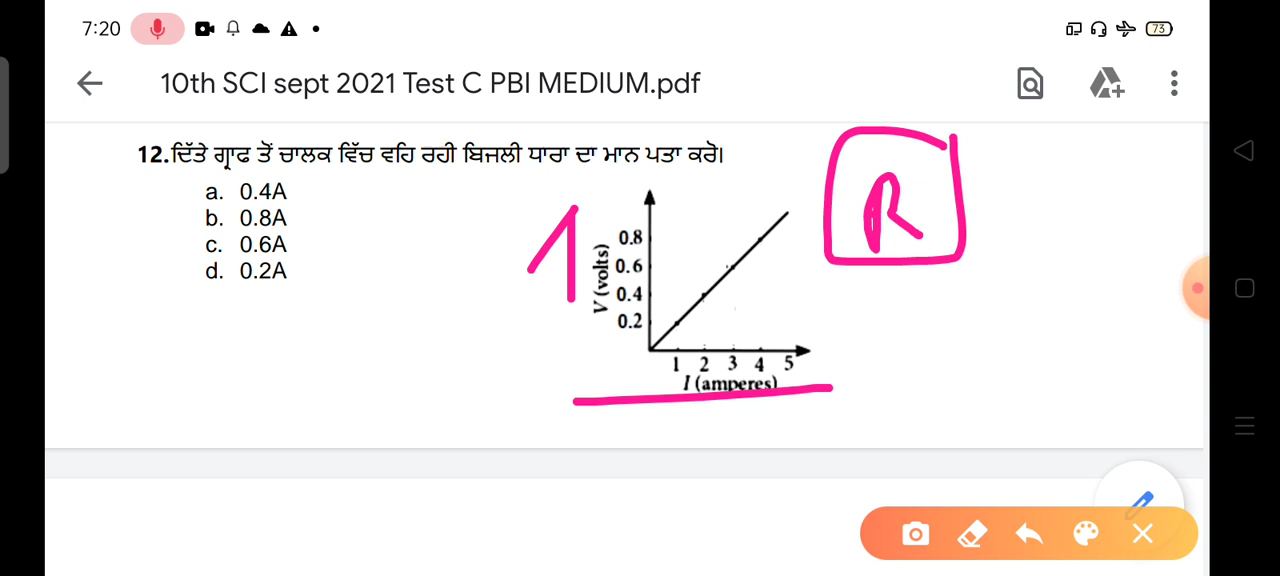 7:20
73
10th SCI sept 2021 Test C PBI MEDIUM.pdf
12.ਦਿੱਤੇ ਗ੍ਰਾਫ ਤੋਂ ਚਾਲਕ ਵਿੱਚ ਵਹਿ ਰਹੀ ਬਿਜਲੀ ਧਾਰਾ ਦਾ ਮਾਨ ਪਤਾ ਕਰੋ।
a. 0.4A
b. 0.8A
c. 0.6A
d. 0.2A
1
V (volts)
0.8
0.6
0.4
0.2
1 2 3 4 5
I (amperes)
R